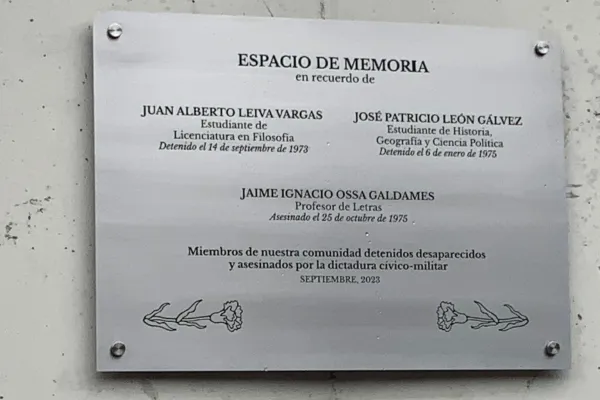 ESPACIO DE MEMORIA
en recuerdo de
JUAN ALBERTO LEIVA VARGAS
Estudiante de
Licenciatura en Filosofía
Detenido el 14 de septiembre de 1973
JOSÉ PATRICIO LEÓN GÁLVEZ
Estudiante de Historia,
Geografía y Ciencia Política
Detenido el 6 de enero de 1975
JAIME IGNACIO OSSA GALDAMES
Profesor de Letras
Asesinado el 25 de octubre de 1975
Miembros de nuestra comunidad detenidos desaparecidos
y asesinados por la dictadura cívico-militar
SEPTIEMBRE, 2023